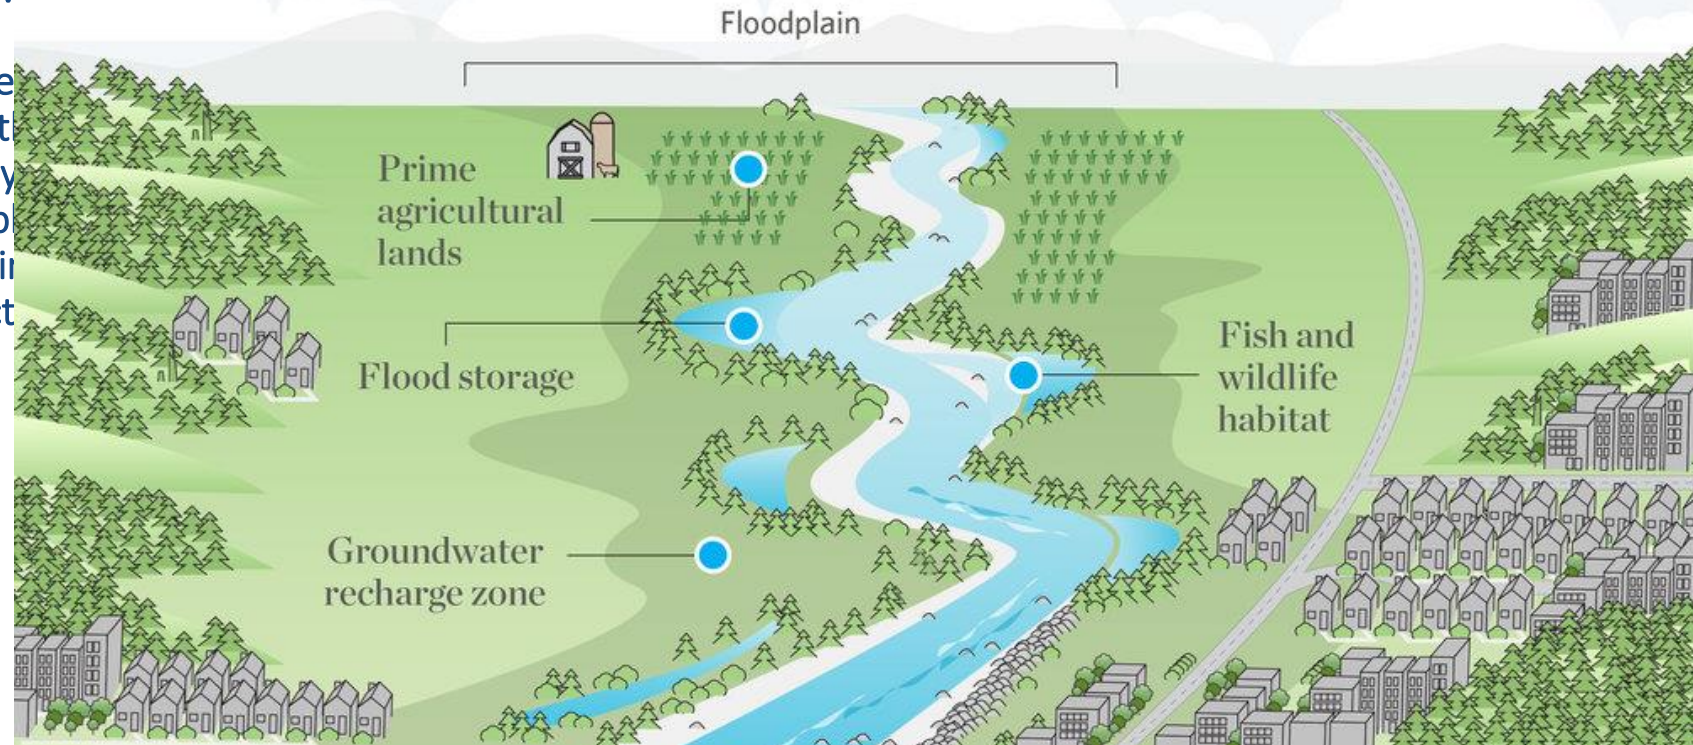 Floodplain
Prime
agricultural
lands
Flood storage
Fish and
wildlife
habitat
Groundwater
recharge zone